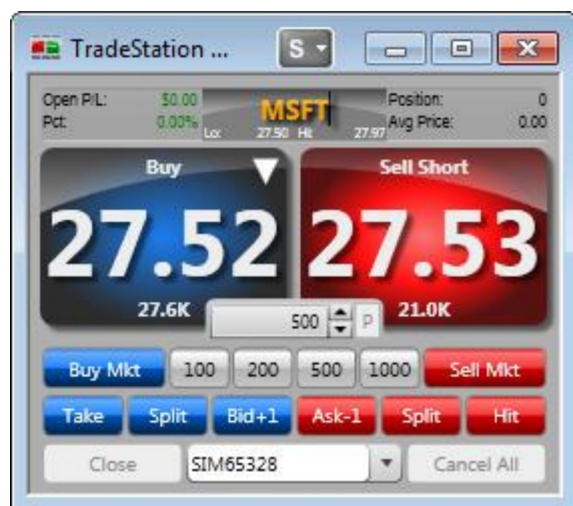 TradeStation ... S
Open P/L: $0.00 MSFT Position: 0
Pct: 0.00% Lo: 27.50 Hi: 27.97 Avg Price: 0.00
Buy Sell Short
27.52 27.53
27.6K 21.0K
500 P
Buy Mkt 100 200 500 1000 Sell Mkt
Take Split Bid+1 Ask-1 Split Hit
Close SIM65328 Cancel All